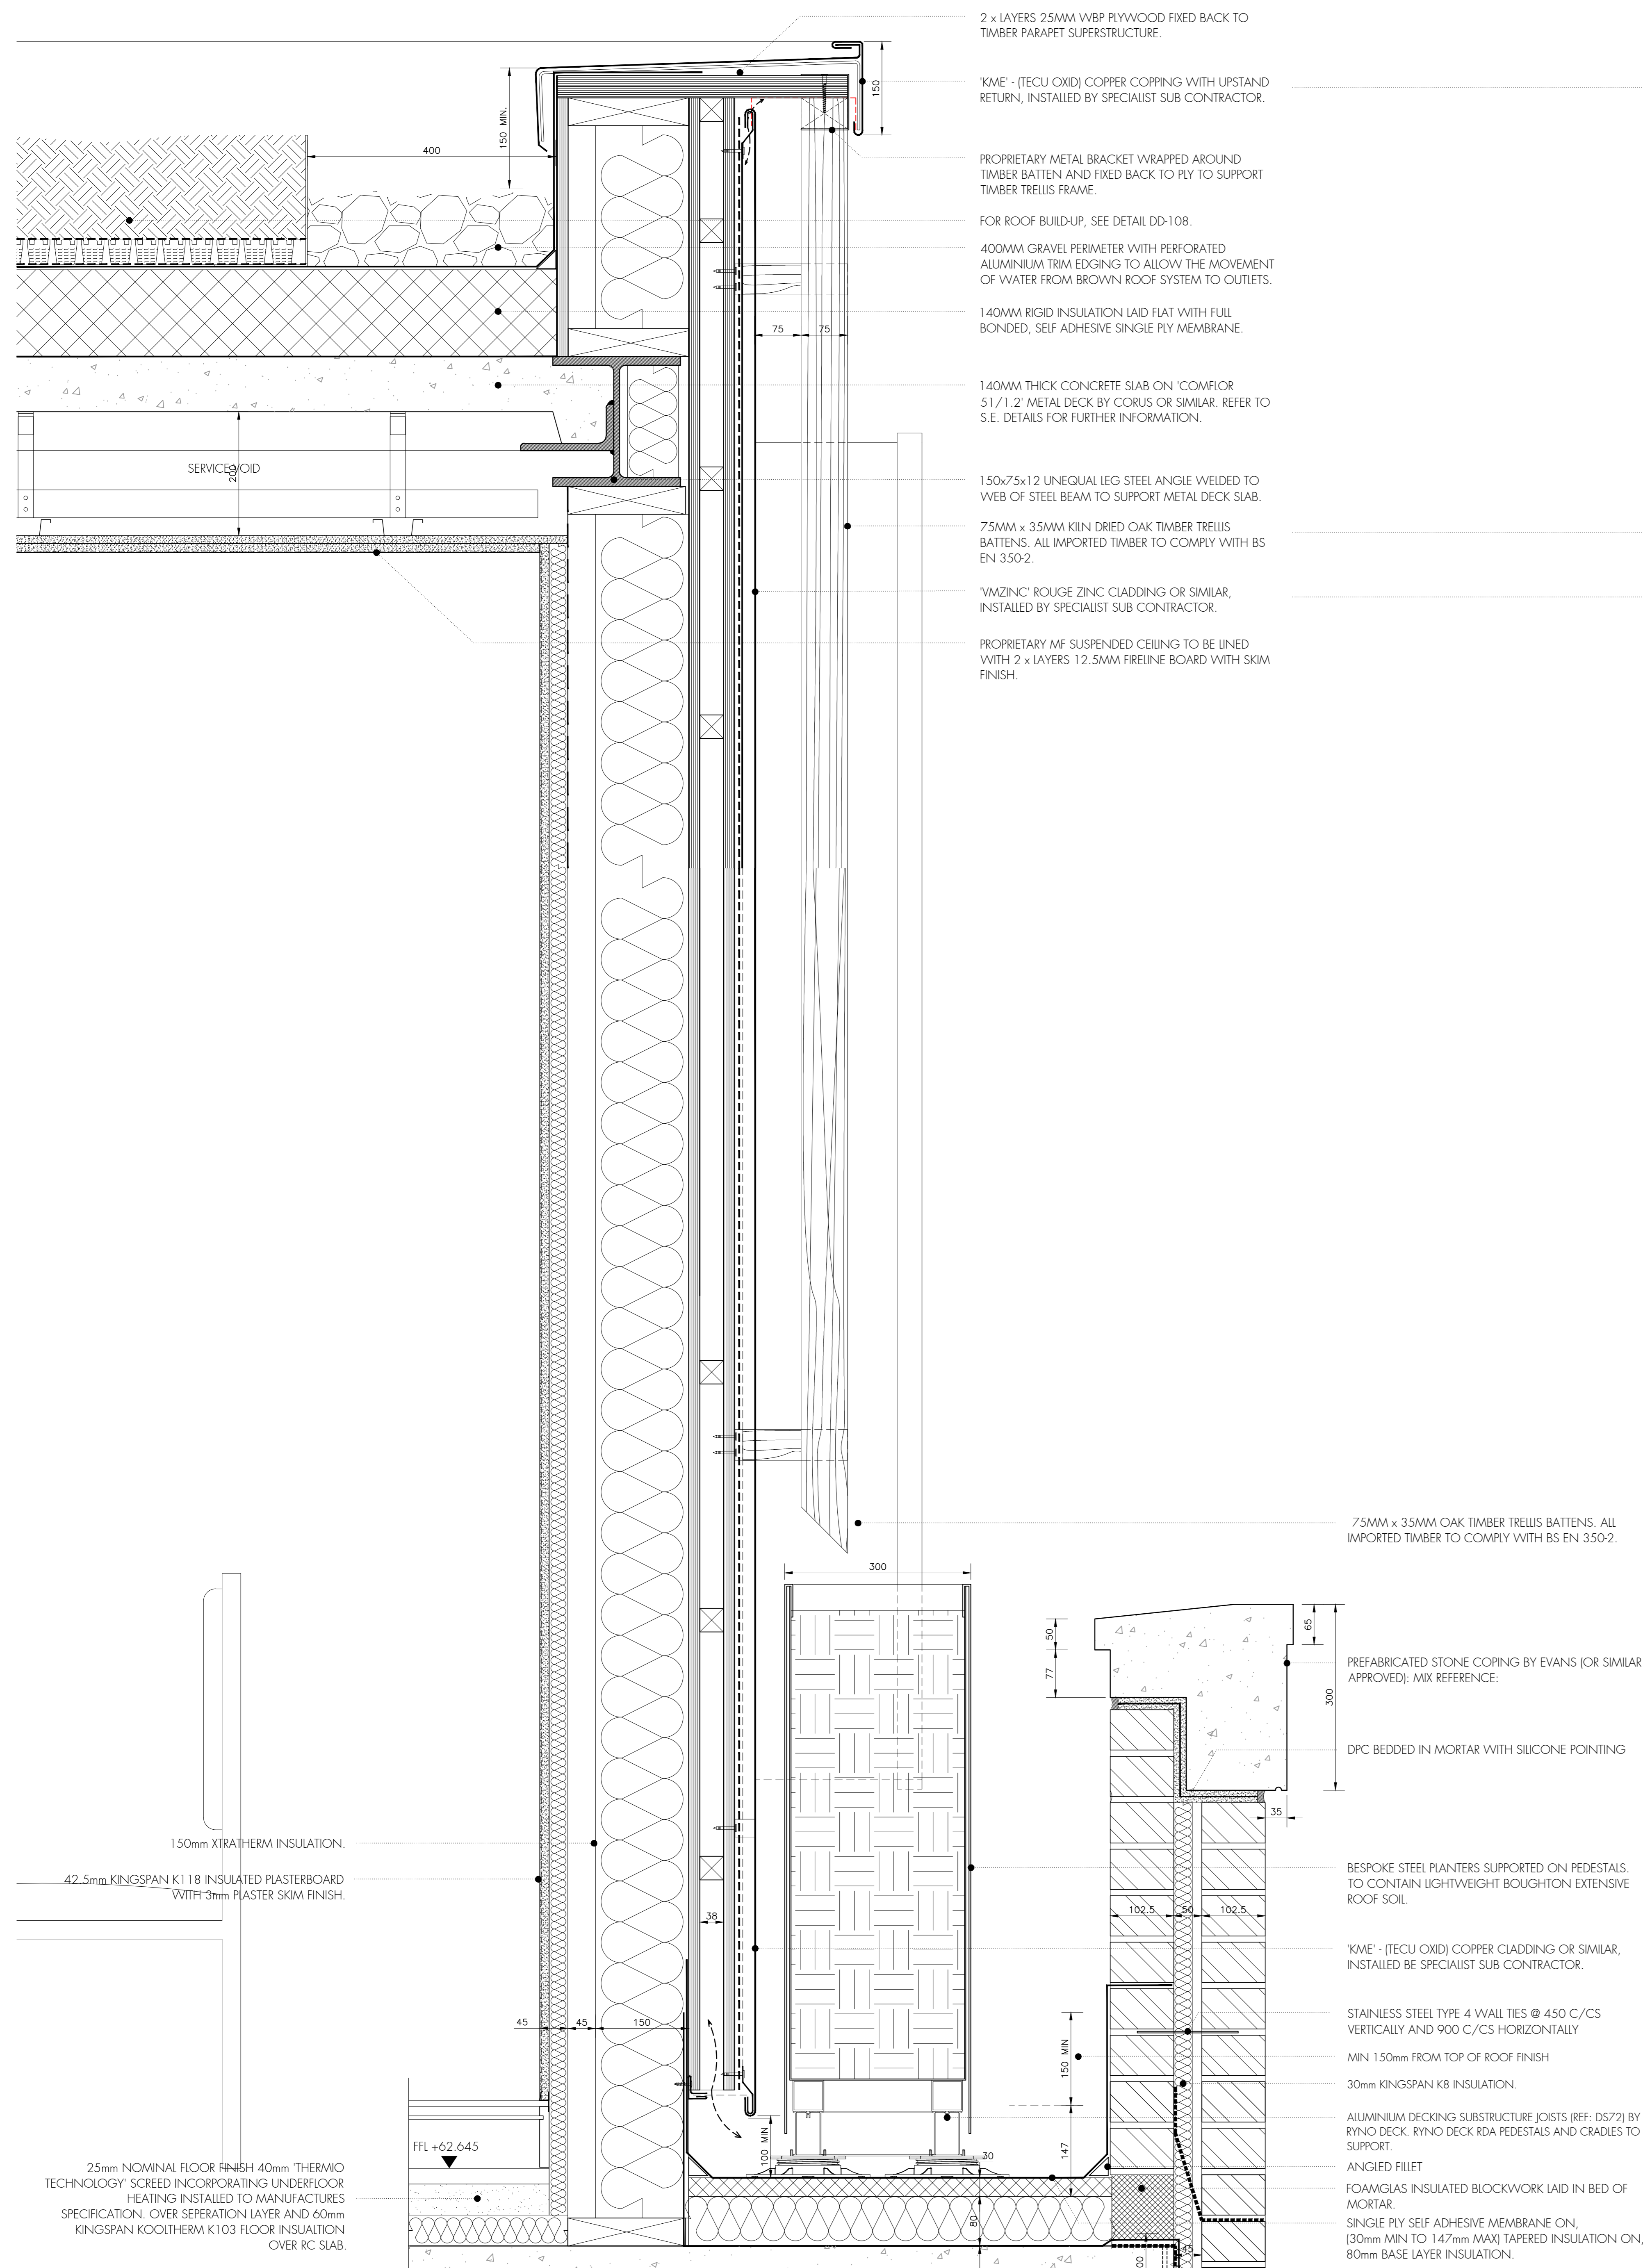 2 x LAYERS 25MM WBP PLYWOOD FIXED BACK TO
TIMBER PARAPET SUPERSTRUCTURE.
'KME' - (TECU OXID) COPPER COPPING WITH UPSTAND
RETURN, INSTALLED BY SPECIALIST SUB CONTRACTOR.
150
150 MIN.
400
PROPRIETARY METAL BRACKET WRAPPED AROUND
TIMBER BATTEN AND FIXED BACK TO PLY TO SUPPORT
TIMBER TRELLIS FRAME.
FOR ROOF BUILD-UP, SEE DETAIL DD-108.
400MM GRAVEL PERIMETER WITH PERFORATED
ALUMINIUM TRIM EDGING TO ALLOW THE MOVEMENT
OF WATER FROM BROWN ROOF SYSTEM TO OUTLETS.
140MM RIGID INSULATION LAID FLAT WITH FULL
BONDED, SELF ADHESIVE SINGLE PLY MEMBRANE.
75
75
140MM THICK CONCRETE SLAB ON 'COMFLOR
51/1.2' METAL DECK BY CORUS OR SIMILAR. REFER TO
S.E. DETAILS FOR FURTHER INFORMATION.
SERVICE VOID
200
150x75x12 UNEQUAL LEG STEEL ANGLE WELDED TO
WEB OF STEEL BEAM TO SUPPORT METAL DECK SLAB.
75MM x 35MM KILN DRIED OAK TIMBER TRELLIS
BATTENS. ALL IMPORTED TIMBER TO COMPLY WITH BS
EN 350-2.
'VMZINC' ROUGE ZINC CLADDING OR SIMILAR,
INSTALLED BY SPECIALIST SUB CONTRACTOR.
PROPRIETARY MF SUSPENDED CEILING TO BE LINED
WITH 2 x LAYERS 12.5MM FIRELINE BOARD WITH SKIM
FINISH.
75MM x 35MM OAK TIMBER TRELLIS BATTENS. ALL
IMPORTED TIMBER TO COMPLY WITH BS EN 350-2.
300
50
77
65
300
35
PREFABRICATED STONE COPING BY EVANS (OR SIMILAR
APPROVED): MIX REFERENCE:
DPC BEDDED IN MORTAR WITH SILICONE POINTING
150mm XTRATHERM INSULATION.
42.5mm KINGSPAN K118 INSULATED PLASTERBOARD
WITH 3mm PLASTER SKIM FINISH.
BESPOKE STEEL PLANTERS SUPPORTED ON PEDESTALS.
TO CONTAIN LIGHTWEIGHT BOUGHTON EXTENSIVE
ROOF SOIL.
38
102.5
50
102.5
'KME' - (TECU OXID) COPPER CLADDING OR SIMILAR,
INSTALLED BE SPECIALIST SUB CONTRACTOR.
STAINLESS STEEL TYPE 4 WALL TIES @ 450 C/CS
VERTICALLY AND 900 C/CS HORIZONTALLY
45
45
150
150 MIN
MIN 150mm FROM TOP OF ROOF FINISH
30mm KINGSPAN K8 INSULATION.
ALUMINIUM DECKING SUBSTRUCTURE JOISTS (REF: DS72) BY
RYNO DECK. RYNO DECK RDA PEDESTALS AND CRADLES TO
SUPPORT.
100 MIN
147
30
FFL +62.645
ANGLED FILLET
25mm NOMINAL FLOOR FINISH 40mm 'THERMIO
TECHNOLOGY' SCREED INCORPORATING UNDERFLOOR
HEATING INSTALLED TO MANUFACTURES
SPECIFICATION. OVER SEPERATION LAYER AND 60mm
KINGSPAN KOOLTHERM K103 FLOOR INSUALTION
OVER RC SLAB.
FOAMGLAS INSULATED BLOCKWORK LAID IN BED OF
MORTAR.
SINGLE PLY SELF ADHESIVE MEMBRANE ON,
(30mm MIN TO 147mm MAX) TAPERED INSULATION ON,
80mm BASE LAYER INSULATION.
80
45